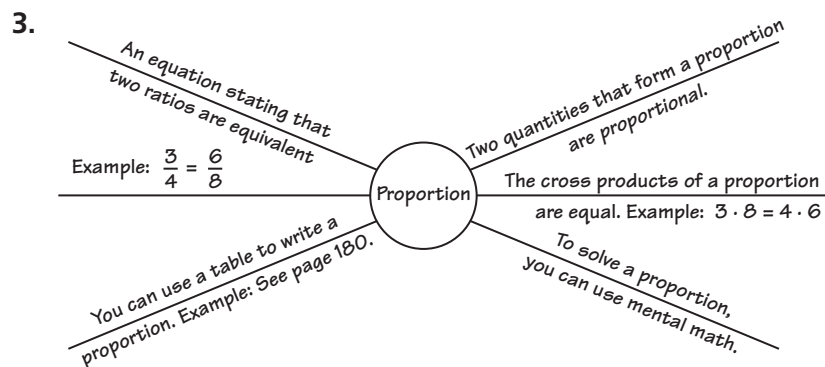 3.
An equation stating that
two ratios are equivalent
Example: 3/4 = 6/8
You can use a table to write a
proportion. Example: See page 180.
Proportion
Two quantities that form a proportion
are proportional.
The cross products of a proportion
are equal. Example: 3 · 8 = 4 · 6
To solve a proportion,
you can use mental math.